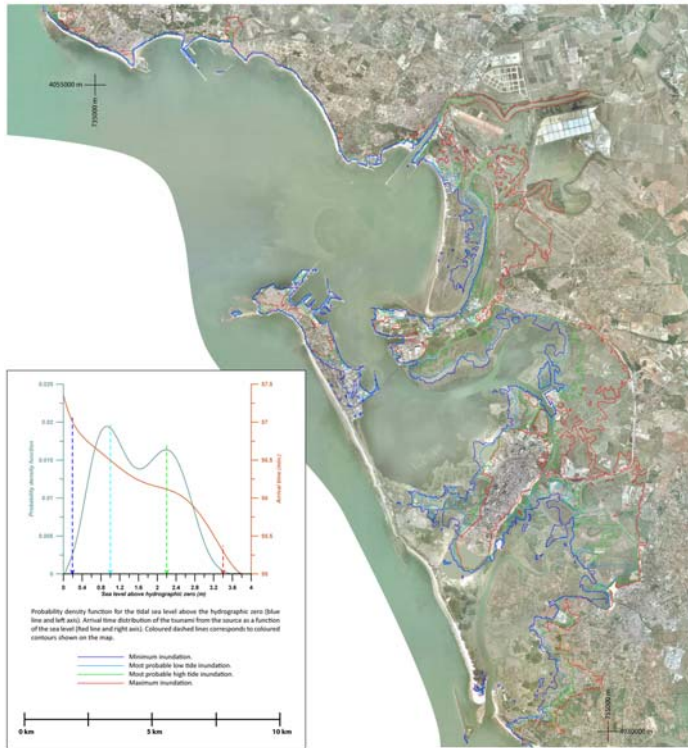 4055000 m
735000 m
0.025
0.02
0.015
0.01
0.005
0
Probability density function
57.5
57
56.5
56
55.5
55
0 0.4 0.8 1.2 1.6 2 2.4 2.8 3.2 3.6 4
Sea level above hydrographic zero (m)
Probability density function for the tidal sea level above the hydrographic zero (blue
line and left axis). Arrival time distribution of the tsunami from the source as a function
of the sea level (Red line and right axis). Coloured dashed lines corresponds to coloured
contours shown on the map.
Minimum inundation.
Most probable low tide inundation.
Most probable high tide inundation.
Maximum inundation.
0 km 5 km 10 km